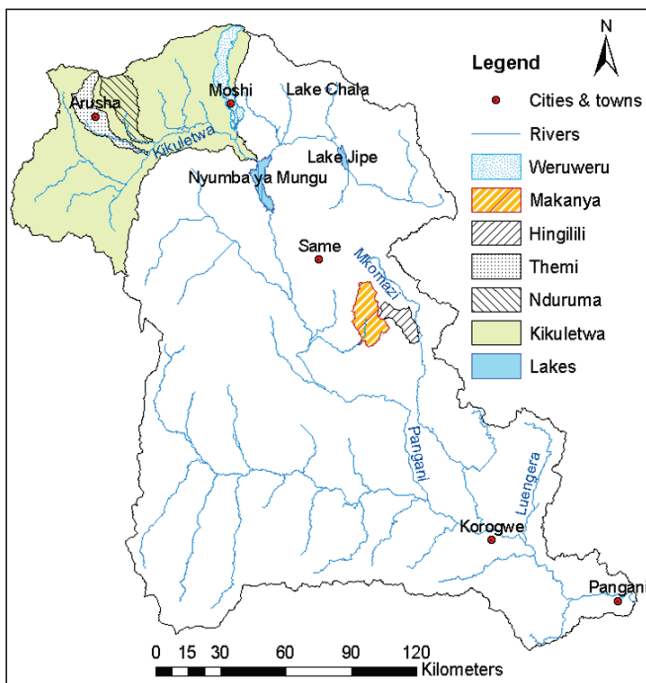 N
Legend
Cities & towns
Rivers
Weruweru
Makanya
Hingilili
Themi
Nduruma
Kikuletwa
Lakes
Arusha
Moshi
Lake Chala
Kikuletwa
Lake Jipe
Nyumba ya Mungu
Same
Mkomazi
Pangani
Luengera
Korogwe
Pangani
0 15 30 60 90 120
Kilometers